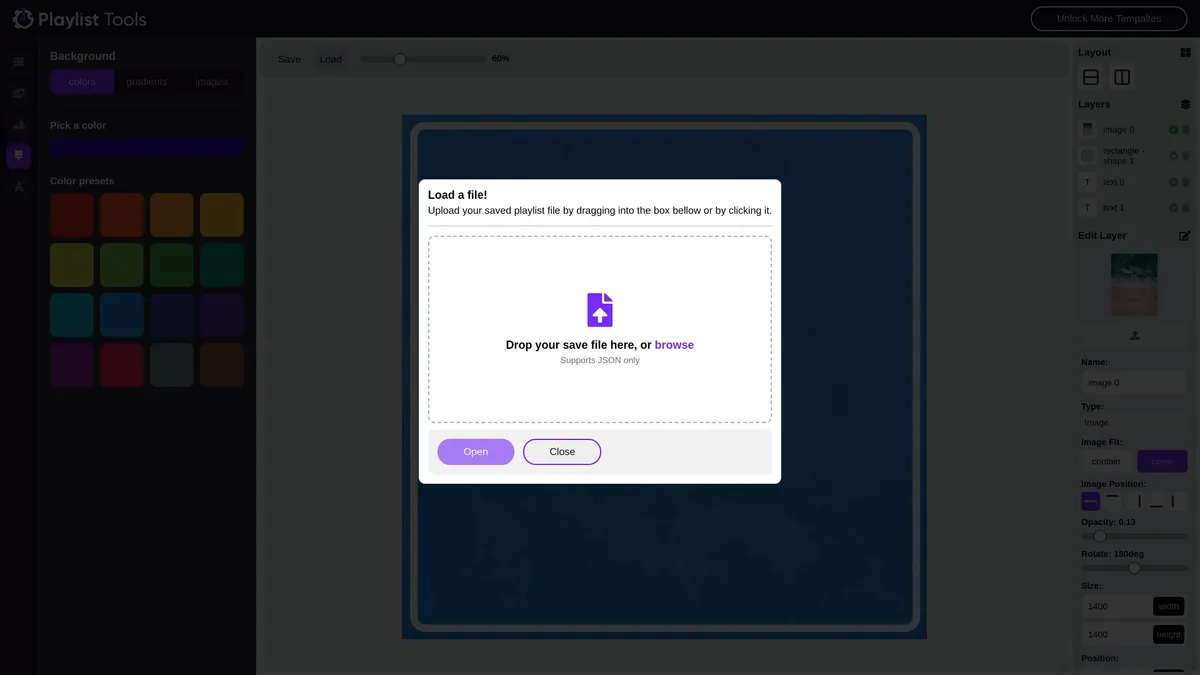 Playlist Tools
Unlock More Tempaltes
Background
colors
gradients
images
Pick a color
Color presets
Save
Load
60%
Load a file!
Upload your saved playlist file by dragging into the box bellow or by clicking it.
Drop your save file here, or browse
Supports JSON only
Open
Close
Layout
Layers
image 0
rectangle -
shape 1
T
text 0
T
text 1
Edit Layer
Name:
image 0
Type:
Image
Image Fit:
contain
Image Position:
Opacity: 0.13
Rotate: 180deg
Size:
1400
width
1400
height
Position: